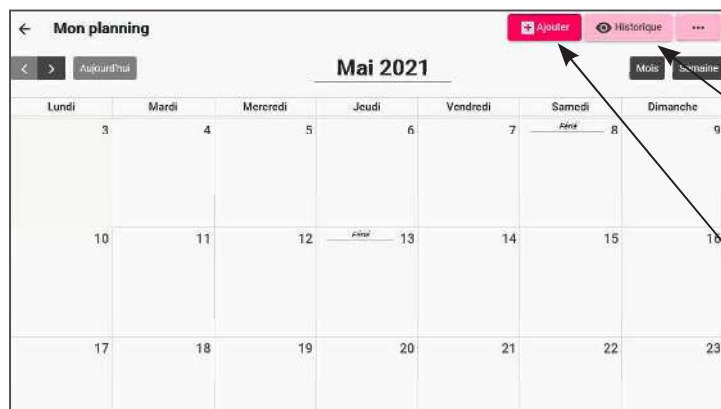 ← Mon planning Ajouter Historique ...
< > Aujourd'hui Mai 2021 Mois Semaine
Lundi Mardi Mercredi Jeudi Vendredi Samedi Dimanche
3 4 5 6 7 Férié 8 9
10 11 12 Férié 13 14 15 16
17 18 19 20 21 22 23